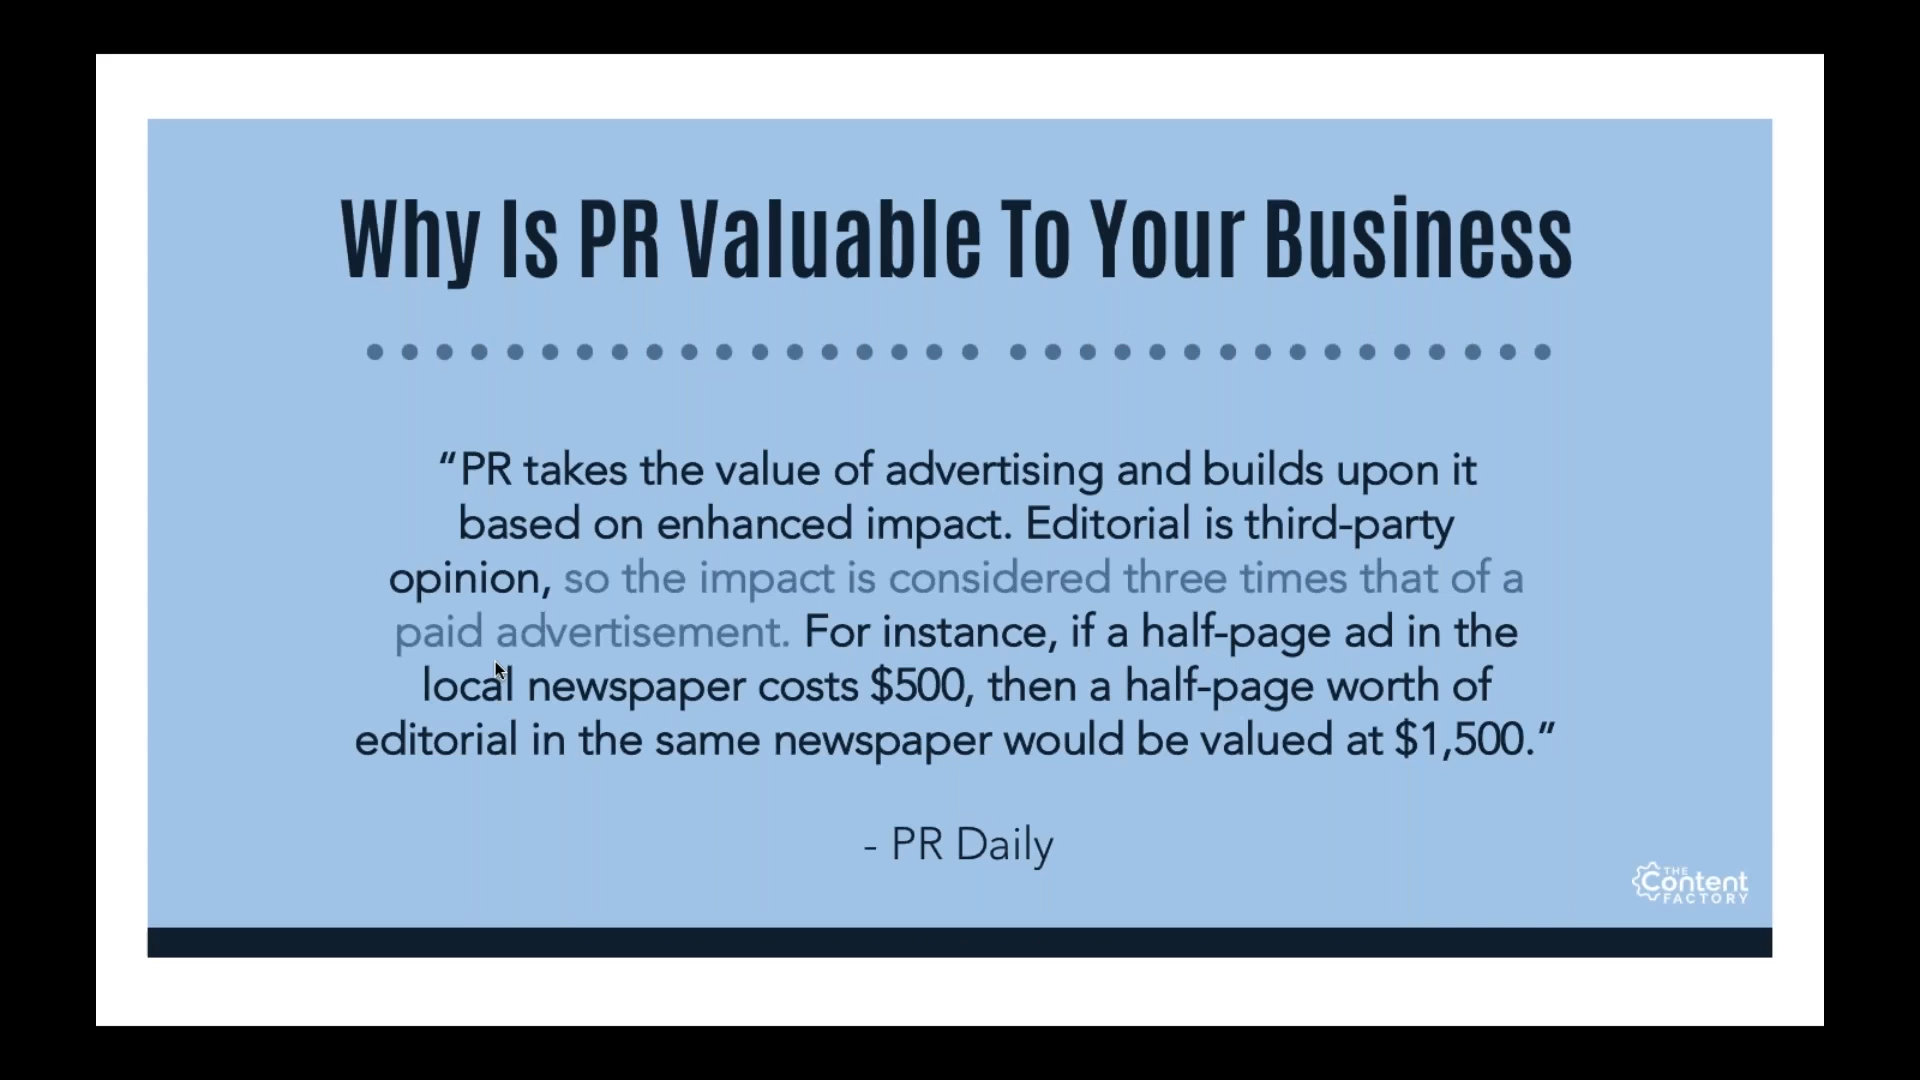 Why Is PR Valuable To Your Business
“PR takes the value of advertising and builds upon it
based on enhanced impact. Editorial is third-party
opinion, so the impact is considered three times that of a
paid advertisement. For instance, if a half-page ad in the
local newspaper costs $500, then a half-page worth of
editorial in the same newspaper would be valued at $1,500.”
- PR Daily
THE
Content
FACTORY